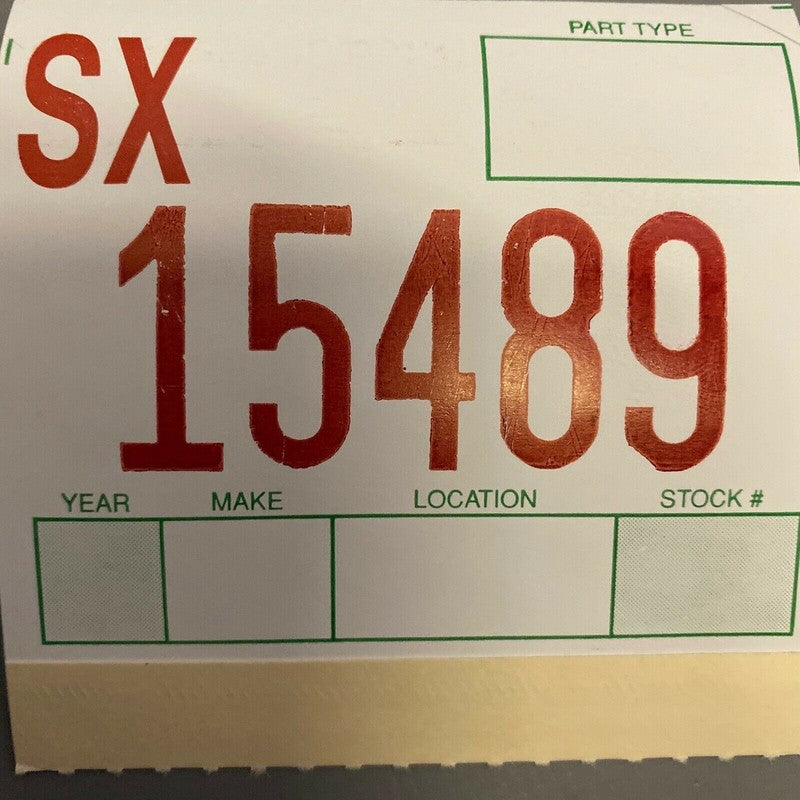 PART TYPE
SX
15489
YEAR MAKE LOCATION STOCK #